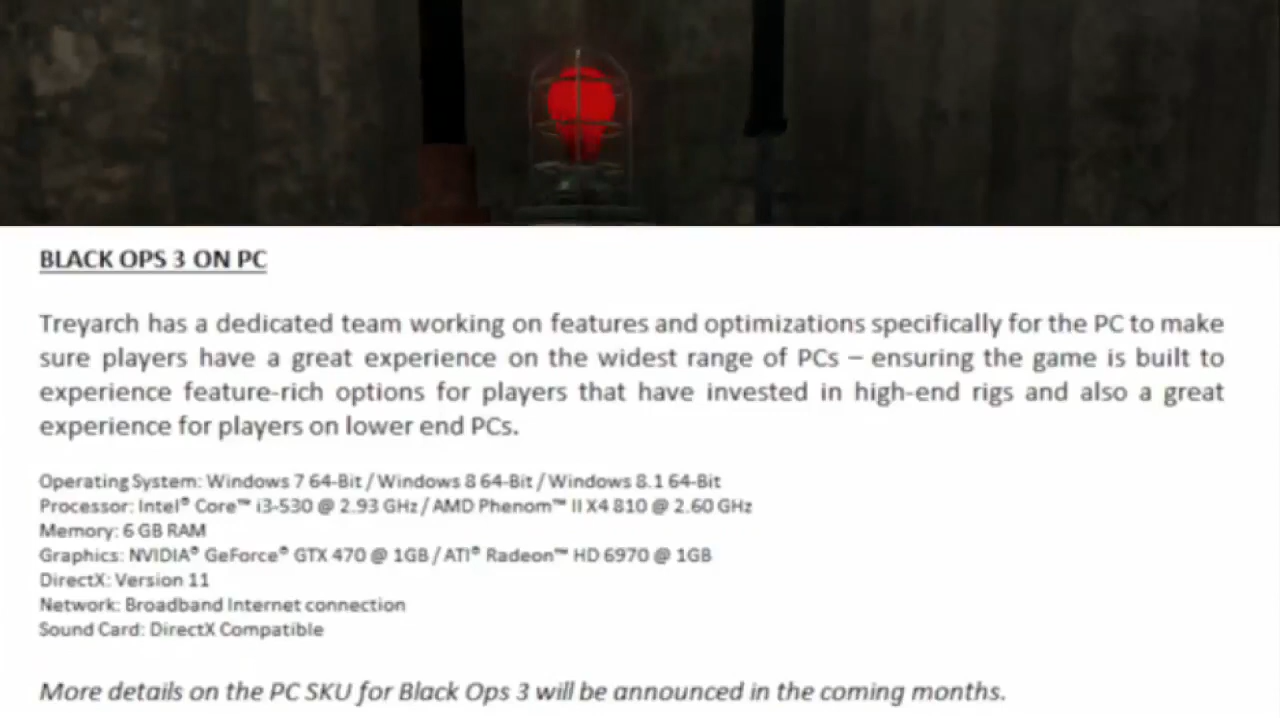 BLACK OPS 3 ON PC
Treyarch has a dedicated team working on features and optimizations specifically for the PC to make
sure players have a great experience on the widest range of PCs – ensuring the game is built to
experience feature-rich options for players that have invested in high-end rigs and also a great
experience for players on lower end PCs.
Operating System: Windows 7 64-Bit / Windows 8 64-Bit / Windows 8.1 64-Bit
Processor: Intel® Core™ i3-530 @ 2.93 GHz / AMD Phenom™ II X4 810 @ 2.60 GHz
Memory: 6 GB RAM
Graphics: NVIDIA® GeForce® GTX 470 @ 1GB / ATI® Radeon™ HD 6970 @ 1GB
DirectX: Version 11
Network: Broadband Internet connection
Sound Card: DirectX Compatible
More details on the PC SKU for Black Ops 3 will be announced in the coming months.